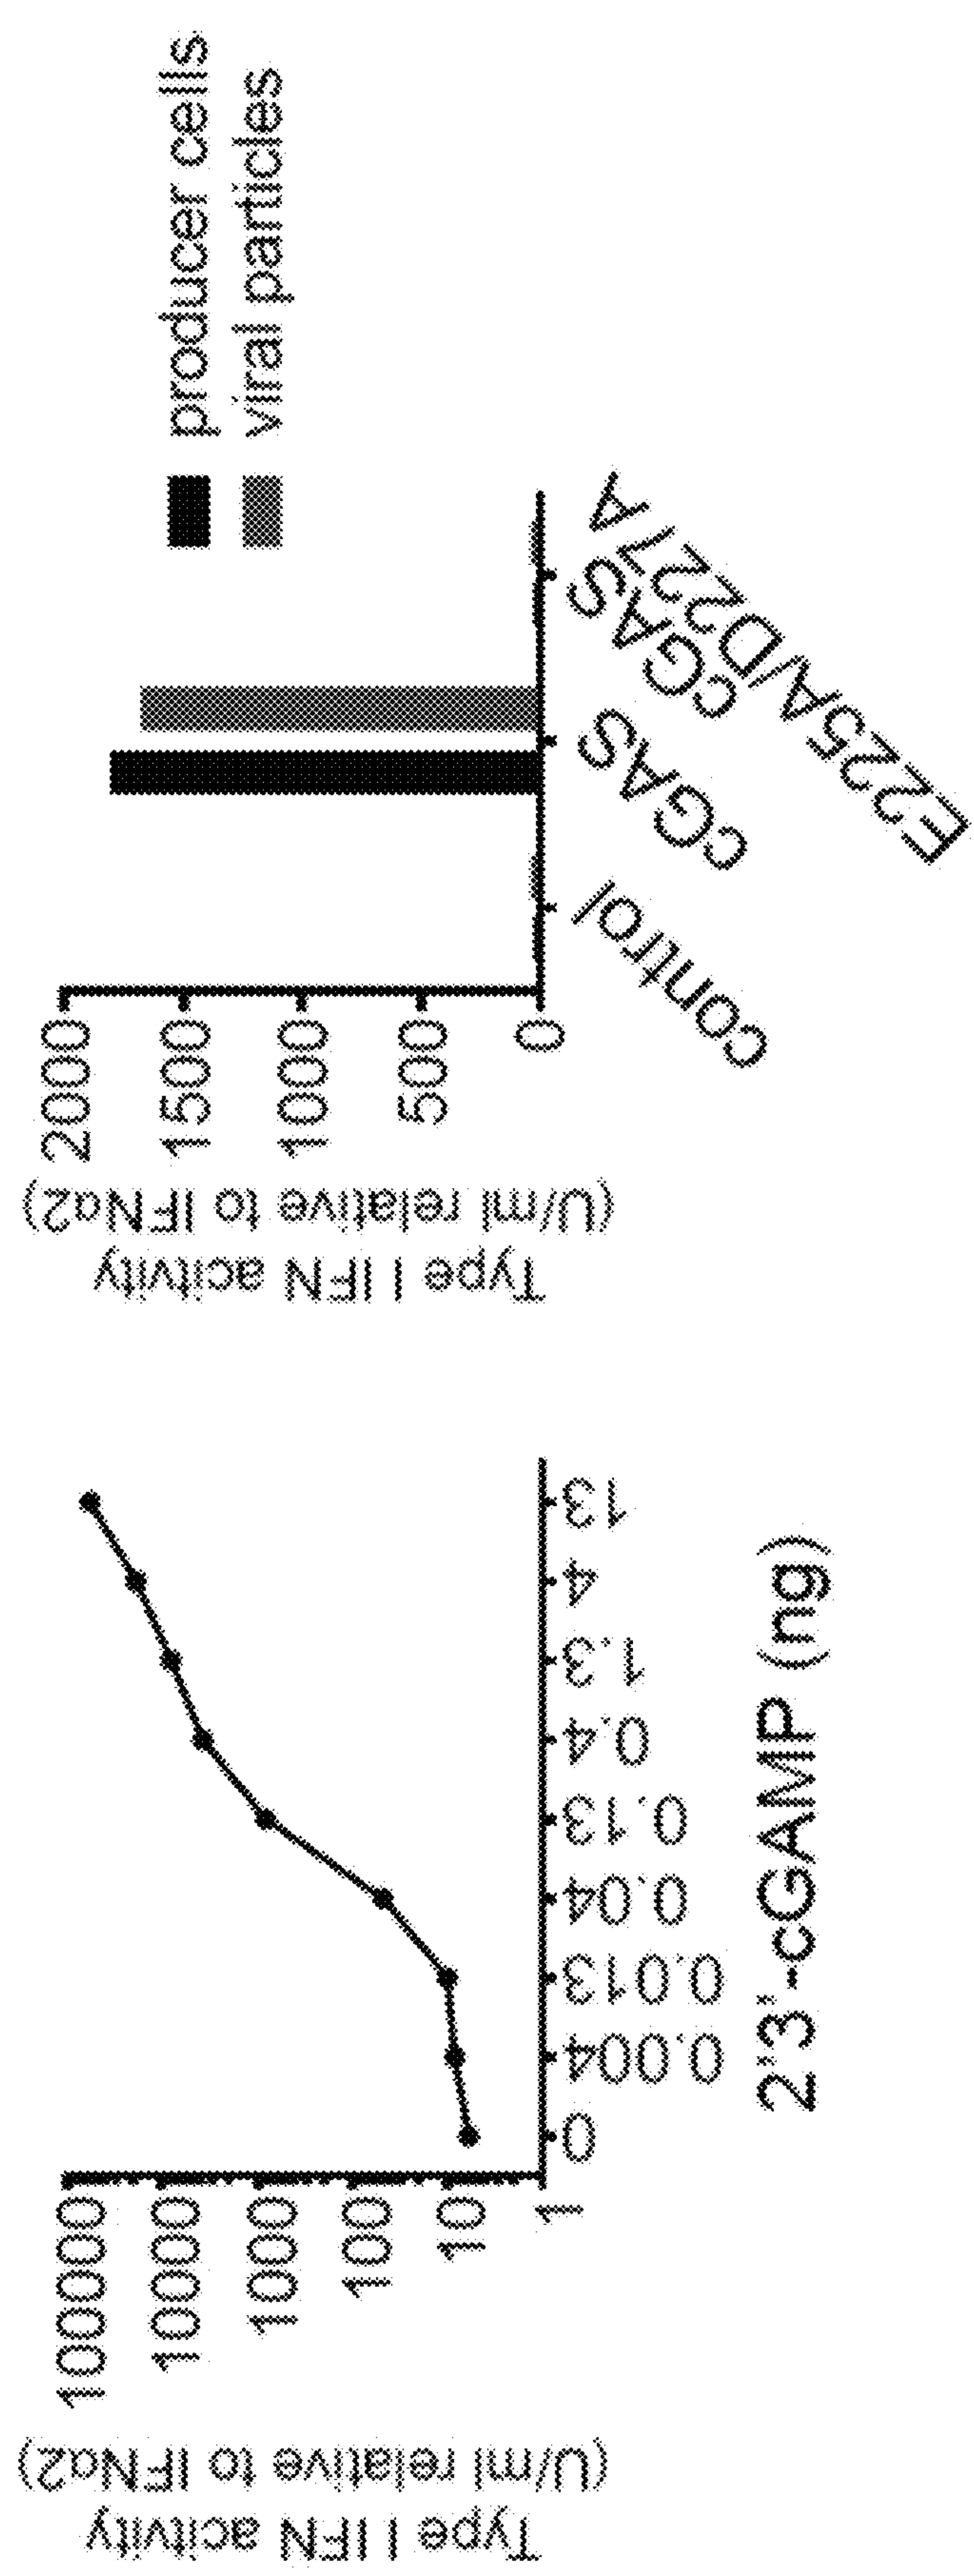 Type I IFN acitvity
(U/ml relative to IFNα2)
100000
10000
1000
100
10
1
0
0.004
0.013
0.04
0.13
0.4
1.3
4
13
2'3'-cGAMP (ng)
Type I IFN acitvity
(U/ml relative to IFNα2)
2000
1500
1000
500
0
control
cGAS
cGAS
E225A/D227A
producer cells
viral particles